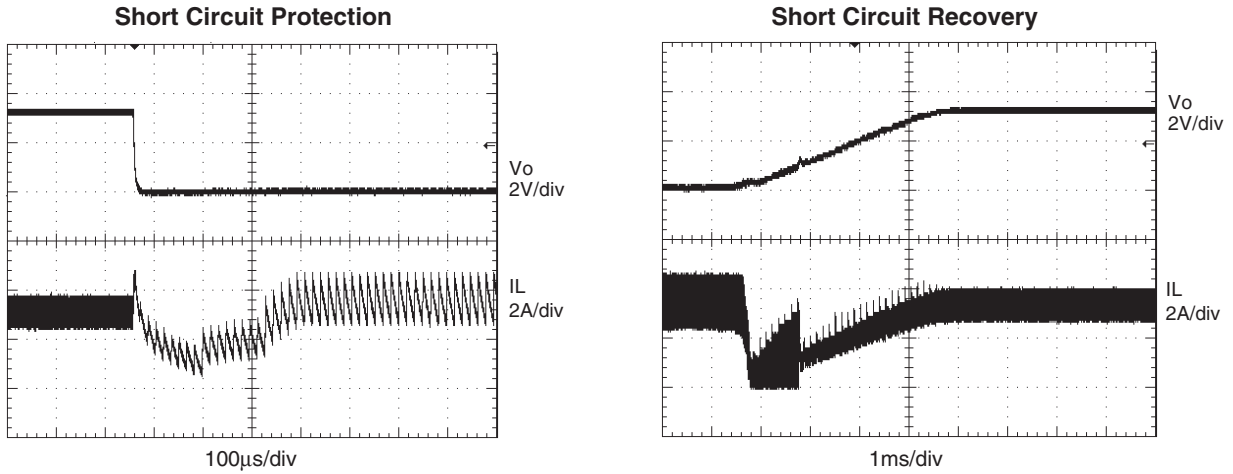 Short Circuit Protection
Vo
2V/div
IL
2A/div
100µs/div
Short Circuit Recovery
Vo
2V/div
IL
2A/div
1ms/div